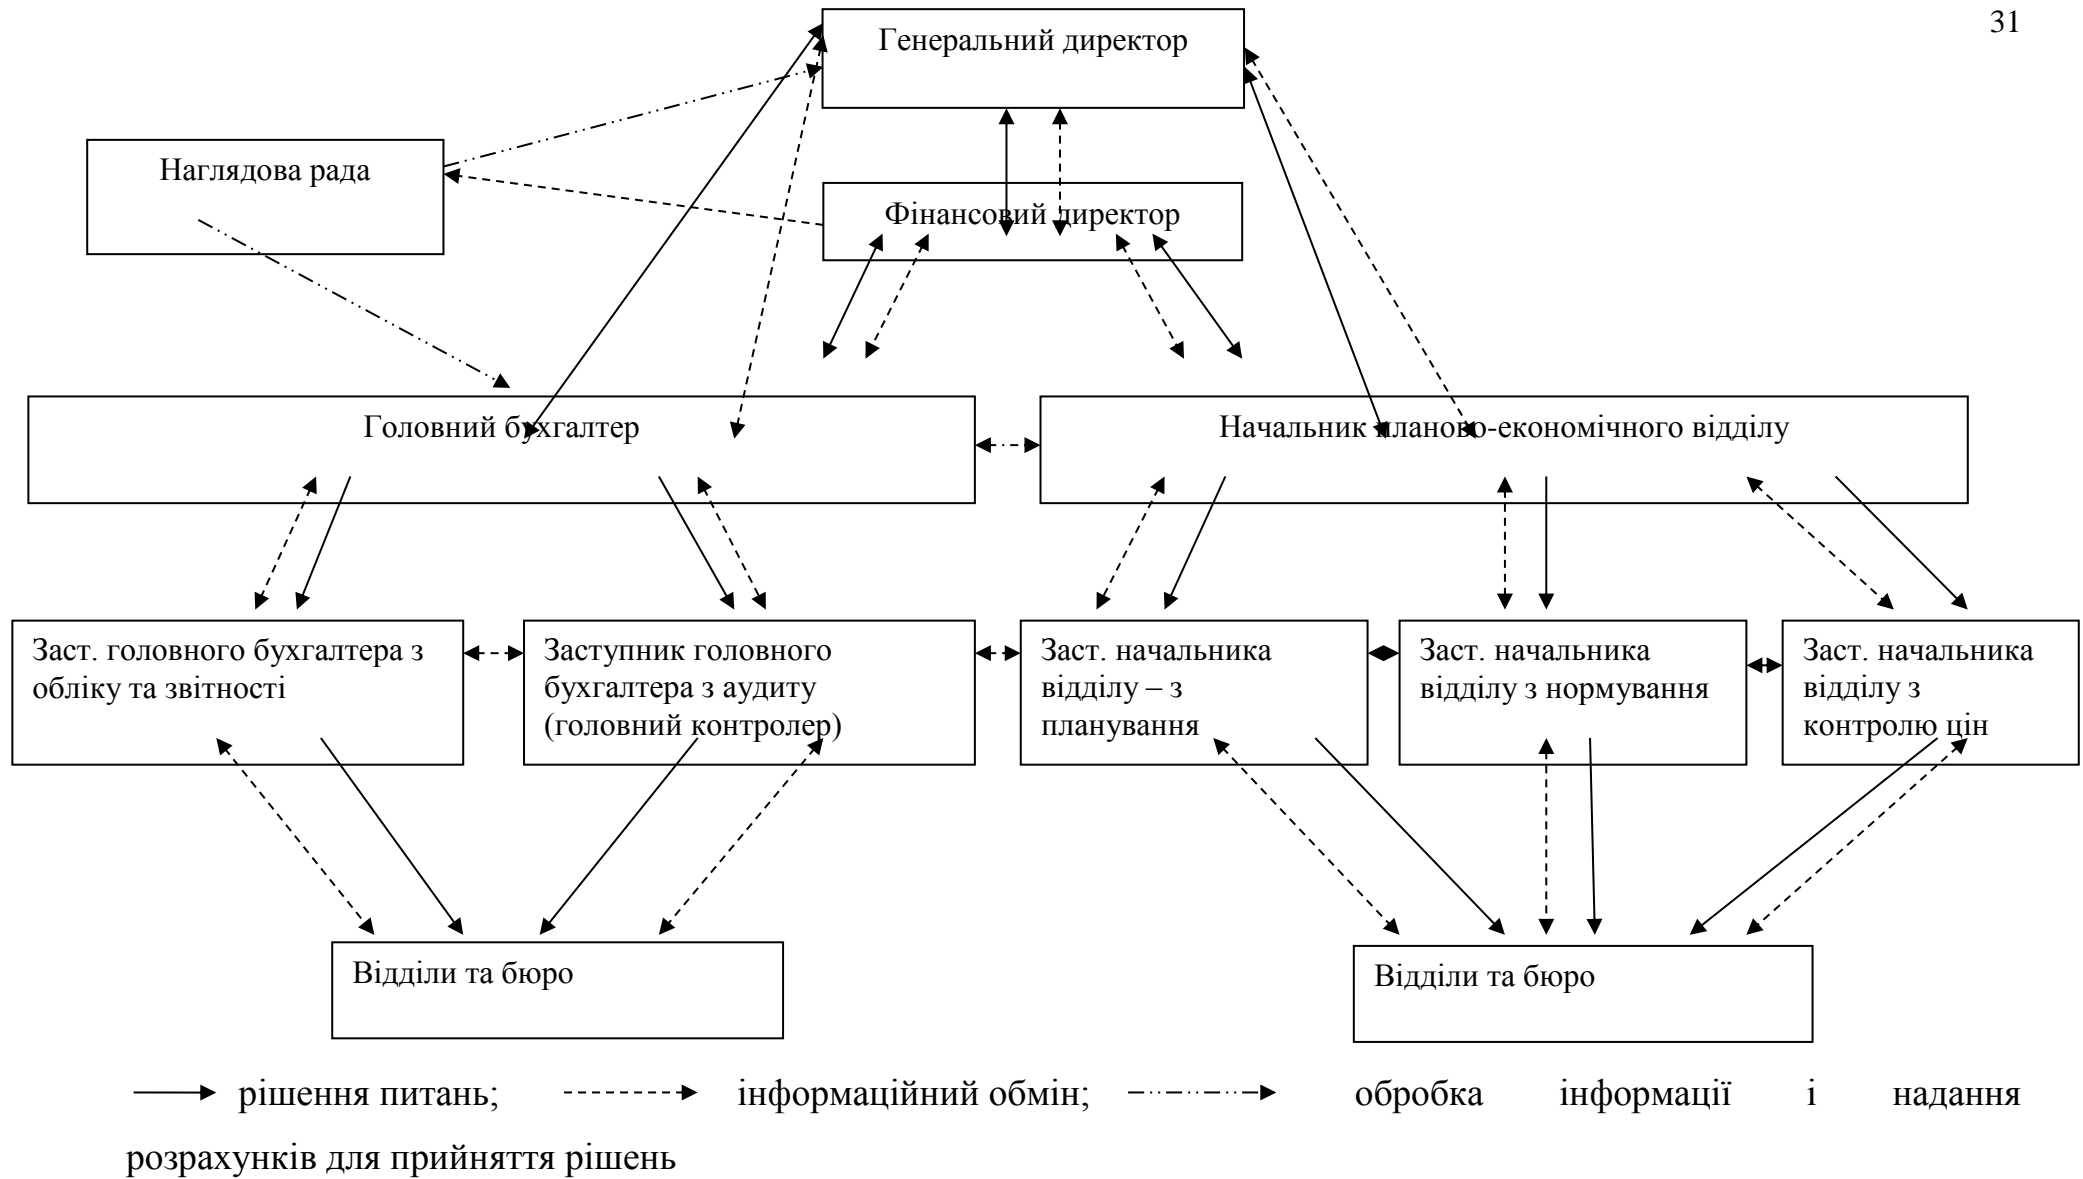 31
Генеральний директор
Наглядова рада
Фінансовий директор
Головний бухгалтер
Начальник планово-економічного відділу
Заст. головного бухгалтера з
обліку та звітності
Заступник головного
бухгалтера з аудиту
(головний контролер)
Заст. начальника
відділу – з
планування
Заст. начальника
відділу з нормування
Заст. начальника
відділу з
контролю цін
Відділи та бюро
Відділи та бюро
рішення питань; інформаційний обмін; обробка інформації і надання
розрахунків для прийняття рішень